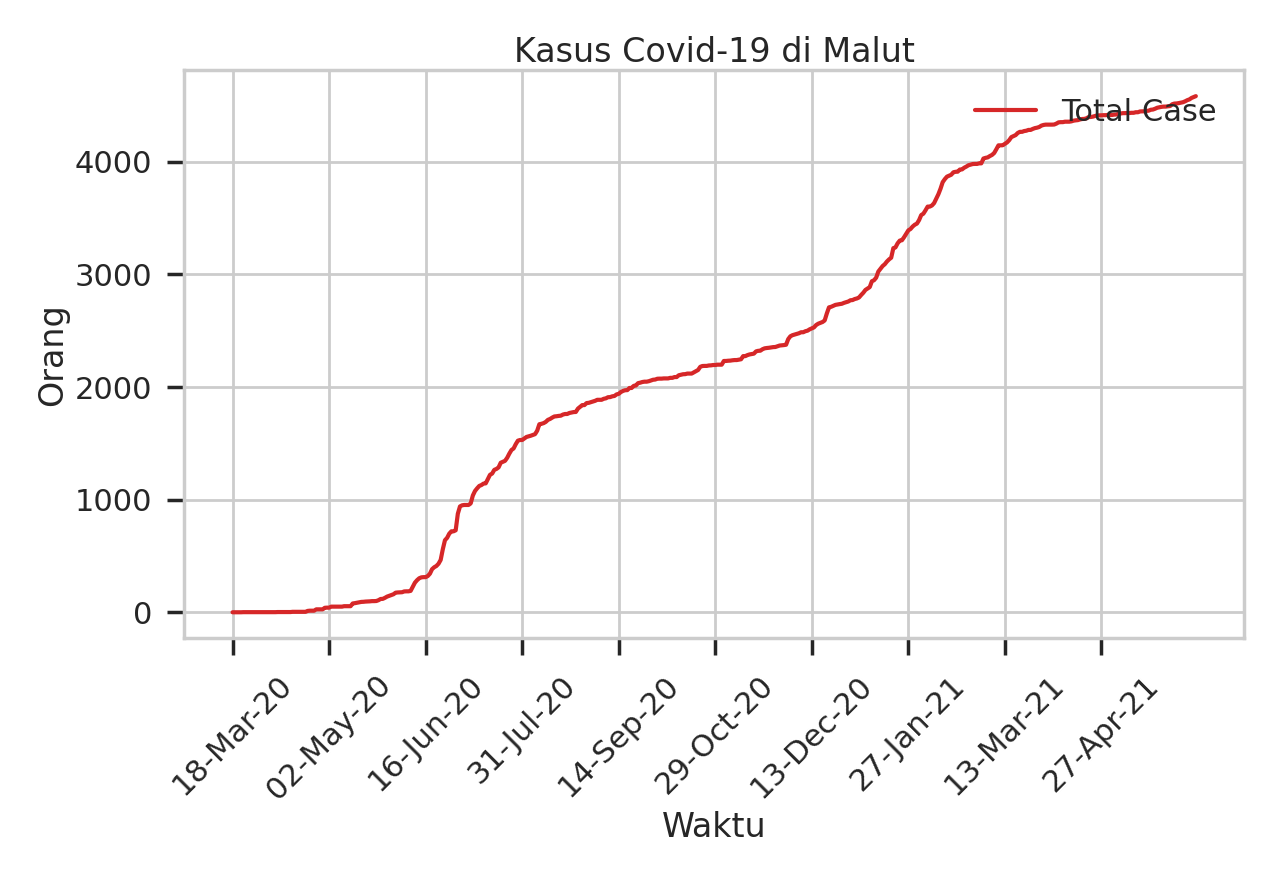 Kasus Covid-19 di Malut
Total Case
Orang
4000
3000
2000
1000
0
18-Mar-20
02-May-20
16-Jun-20
31-Jul-20
14-Sep-20
29-Oct-20
13-Dec-20
27-Jan-21
13-Mar-21
27-Apr-21
Waktu